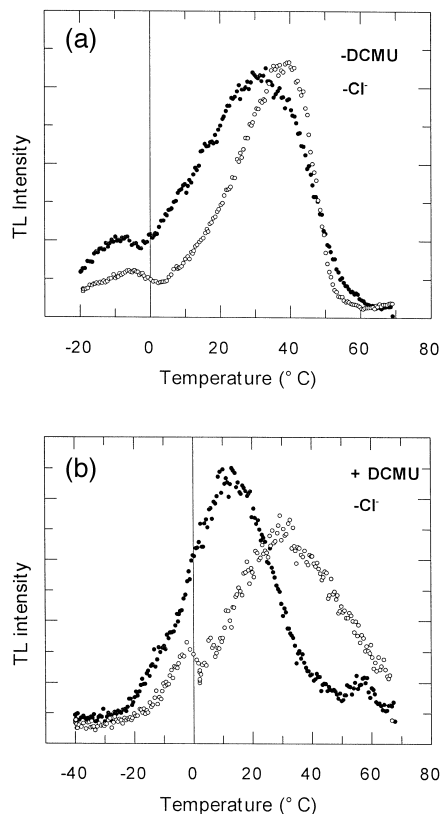 (a)
-DCMU
-Cl-
TL Intensity
-20 0 20 40 60 80
Temperature (° C)
(b)
+ DCMU
-Cl-
TL intensity
-40 -20 0 20 40 60 80
Temperature (° C)